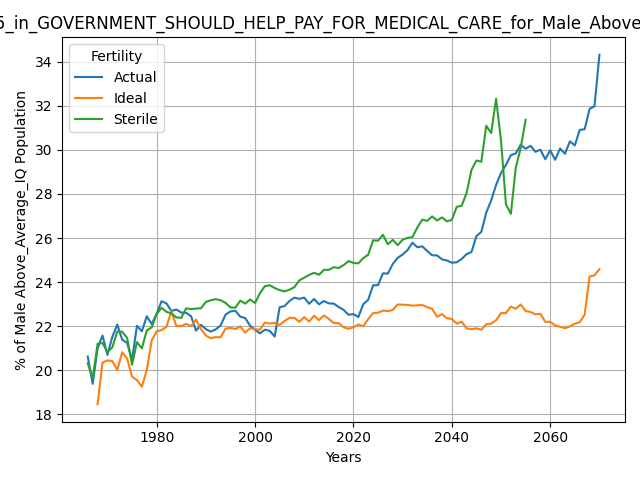 5_in_GOVERNMENT_SHOULD_HELP_PAY_FOR_MEDICAL_CARE_for_Male_Above
Fertility
Actual
Ideal
Sterile
% of Male Above_Average_IQ Population
34
32
30
28
26
24
22
20
18
1980
2000
2020
2040
2060
Years